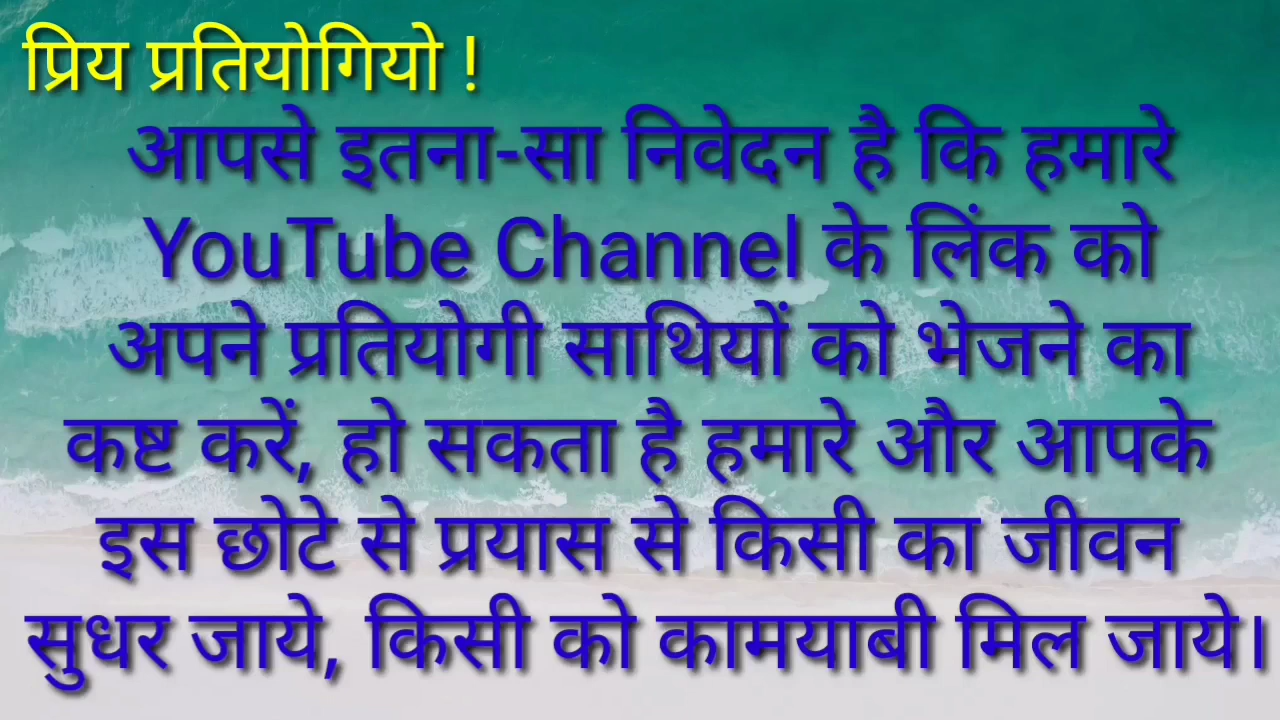 प्रिय प्रतियोगियो !
आपसे इतना-सा निवेदन है कि हमारे
YouTube Channel के लिंक को
अपने प्रतियोगी साथियों को भेजने का
कष्ट करें, हो सकता है हमारे और आपके
इस छोटे से प्रयास से किसी का जीवन
सुधर जाये, किसी को कामयाबी मिल जाये।